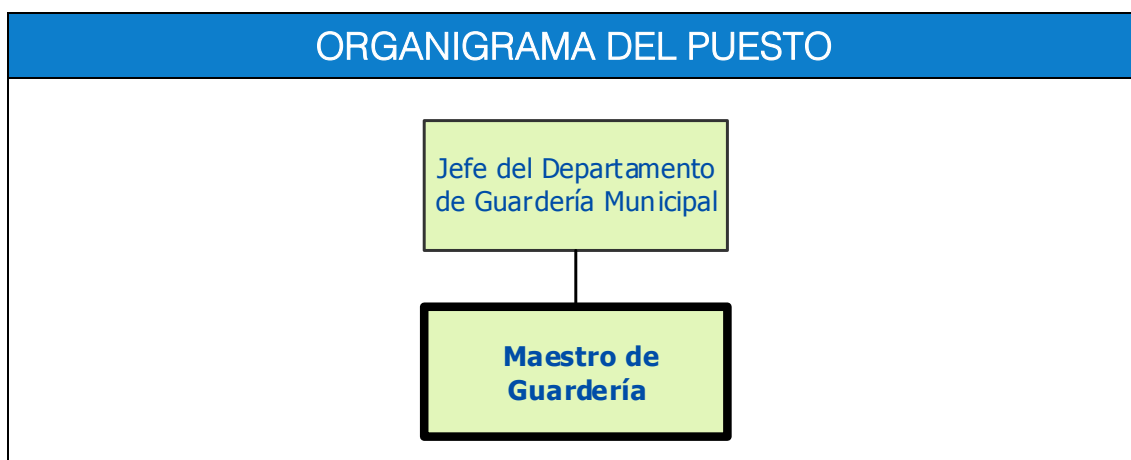 ORGANIGRAMA DEL PUESTO
Jefe del Departamento
de Guardería Municipal
Maestro de
Guardería